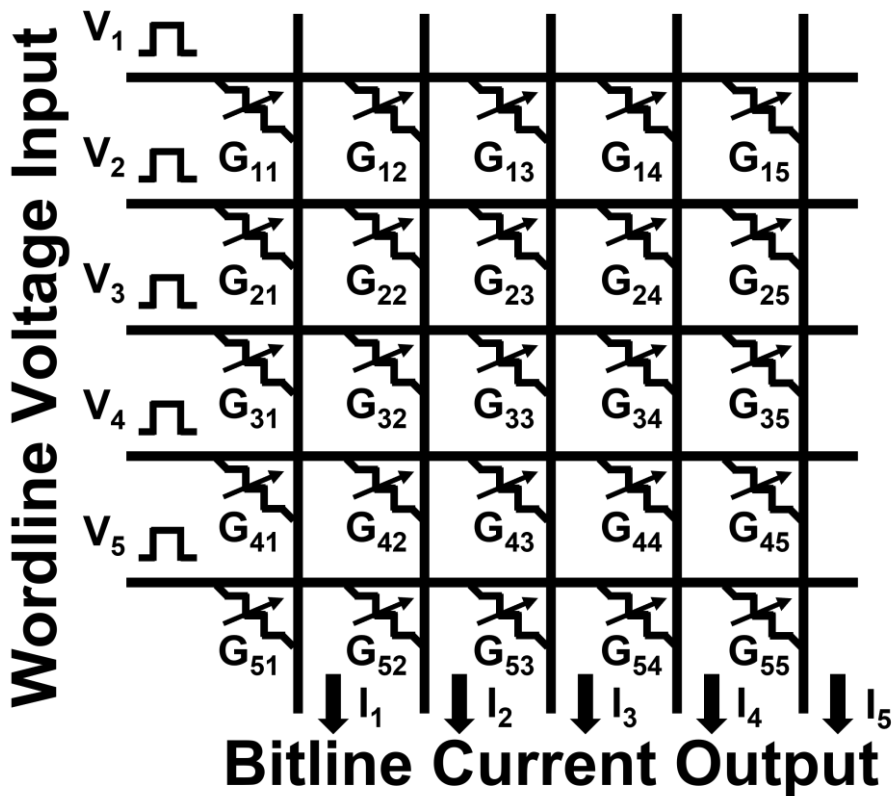 Wordline Voltage Input
V1
G11 G12 G13 G14 G15
V2
G21 G22 G23 G24 G25
V3
G31 G32 G33 G34 G35
V4
G41 G42 G43 G44 G45
V5
G51 G52 G53 G54 G55
I1 I2 I3 I4 I5
Bitline Current Output